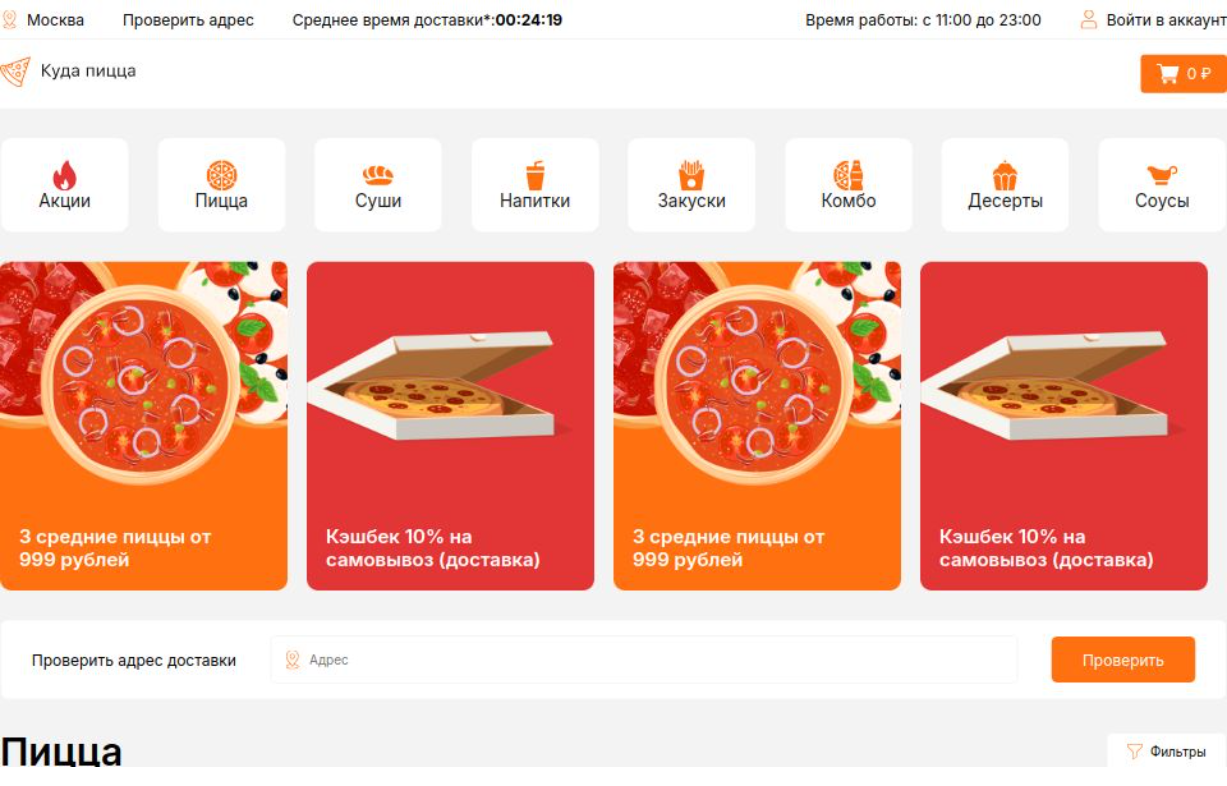 Москва Проверить адрес Среднее время доставки*:00:24:19 Время работы: с 11:00 до 23:00 Войти в аккаунт
Куда пицца 0 ₽
Акции Пицца Суши Напитки Закуски Комбо Десерты Соусы
3 средние пиццы от
999 рублей
Кэшбек 10% на
самовывоз (доставка)
3 средние пиццы от
999 рублей
Кэшбек 10% на
самовывоз (доставка)
Проверить адрес доставки Адрес Проверить
Пицца Фильтры